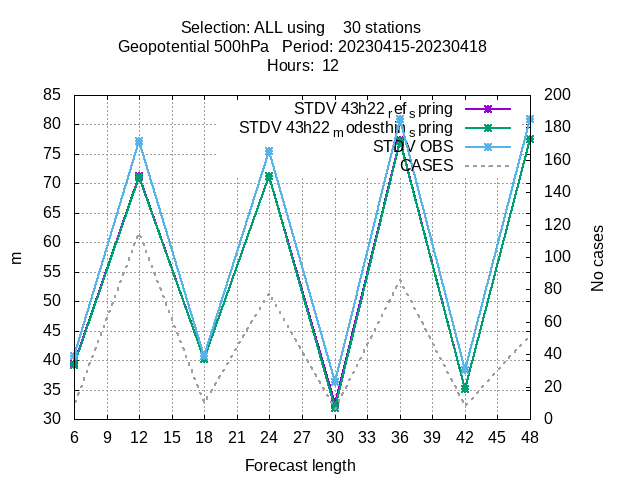 Selection: ALL using    30 stations
Geopotential 500hPa   Period: 20230415-20230418
Hours:  12
85 200
80 180
75 160
70 140
65 120
60 100
55 80
50 60
45 40
40 20
35 0
30
STDV 43h22_ref_spring
STDV 43h22_modesthin_spring
STDV OBS
CASES
m
No cases
6 9 12 15 18 21 24 27 30 33 36 39 42 45 48
Forecast length